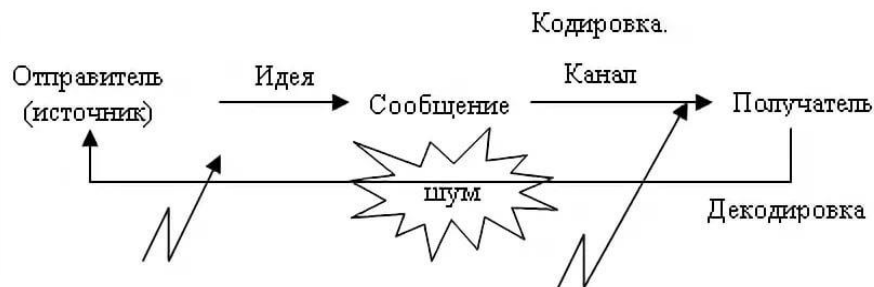 Кодировка.
Отправитель
(источник)
Идея
Сообщение
Канал
Получатель
шум
Декодировка